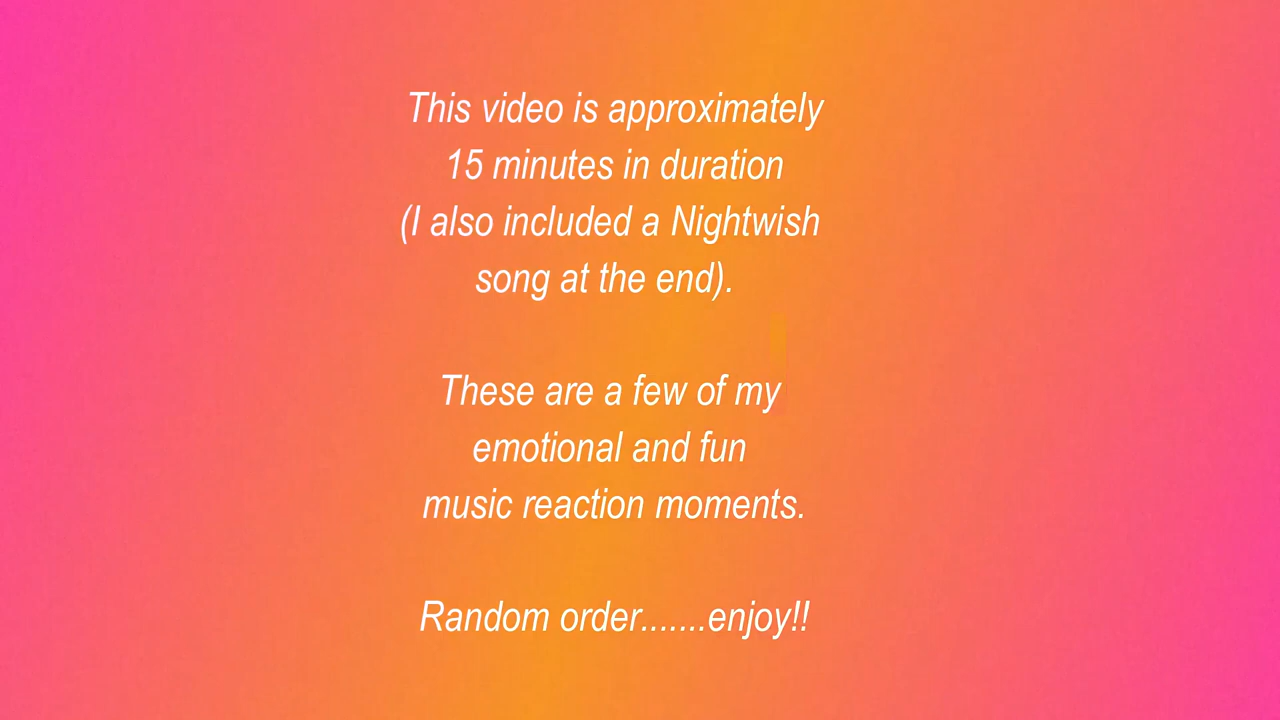 This video is approximately
15 minutes in duration
(I also included a Nightwish
song at the end).
These are a few of my
emotional and fun
music reaction moments.
Random order.......enjoy!!